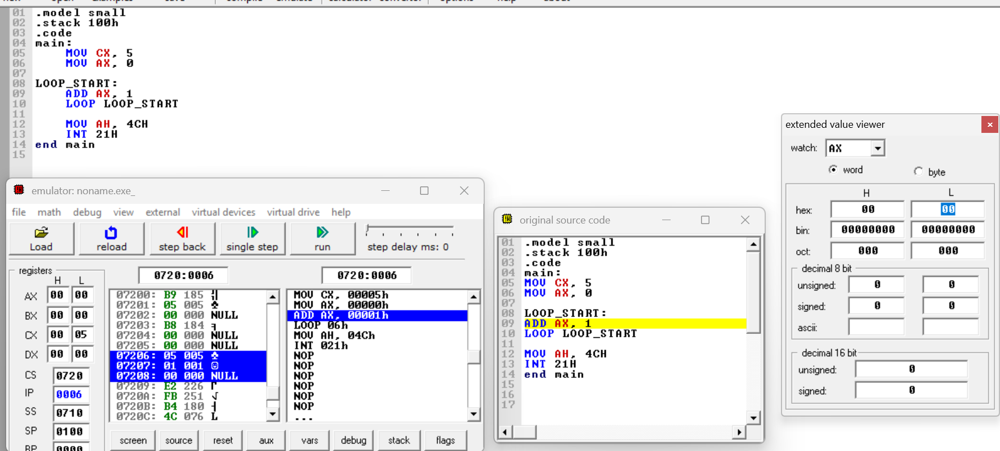 new open examples save compile emulate calculator convertor options help about
01 .model small
02 .stack 100h
03 .code
04 main:
05 MOV CX, 5
06 MOV AX, 0
07
08 LOOP_START:
09 ADD AX, 1
10 LOOP LOOP_START
11
12 MOV AH, 4CH
13 INT 21H
14 end main
15
emulator: noname.exe_
file math debug view external virtual devices virtual drive help
Load reload step back single step run step delay ms: 0
registers
H L
AX 00 00
BX 00 00
CX 00 05
DX 00 00
CS 0720
IP 0006
SS 0710
SP 0100
BP 0000
0720:0006
07200: B9 185 ╣
07201: 05 005 ♣
07202: 00 000 NULL
07203: B8 184 ╕
07204: 00 000 NULL
07205: 00 000 NULL
07206: 05 005 ♣
07207: 01 001 ☺
07208: 00 000 NULL
07209: E2 226 Γ
0720A: FB 251 √
0720B: B4 180 ┤
0720C: 4C 076 L
0720:0006
MOV CX, 00005h
MOV AX, 00000h
ADD AX, 00001h
LOOP 06h
MOV AH, 04Ch
INT 021h
NOP
NOP
NOP
NOP
NOP
NOP
...
screen source reset aux vars debug stack flags
original source code
01 .model small
02 .stack 100h
03 .code
04 main:
05 MOV CX, 5
06 MOV AX, 0
07
08 LOOP_START:
09 ADD AX, 1
10 LOOP LOOP_START
11
12 MOV AH, 4CH
13 INT 21H
14 end main
15
16
17
extended value viewer
watch: AX
word byte
H L
hex: 00 00
bin: 00000000 00000000
oct: 000 000
decimal 8 bit
unsigned: 0 0
signed: 0 0
ascii:
decimal 16 bit
unsigned: 0
signed: 0